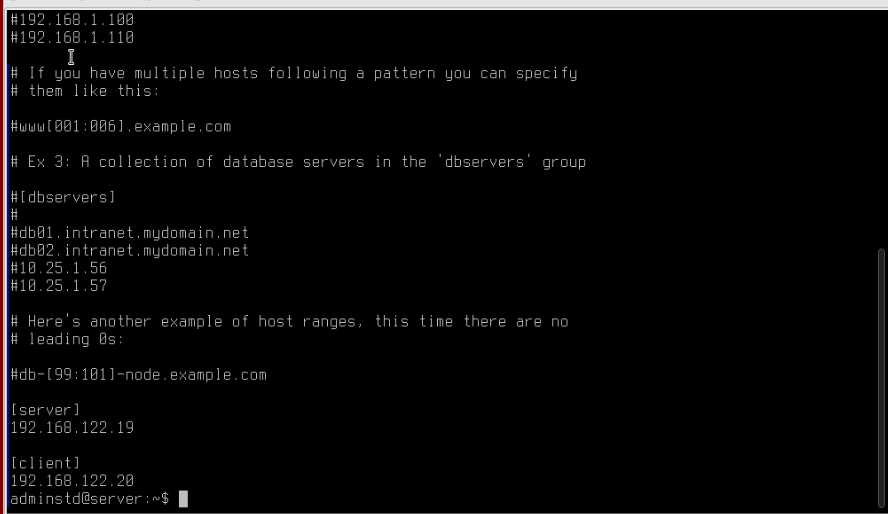 #192.168.1.100
#192.168.1.110
# If you have multiple hosts following a pattern you can specify
# them like this:
#www[001:006].example.com
# Ex 3: A collection of database servers in the 'dbservers' group
#[dbservers]
#
#db01.intranet.mydomain.net
#db02.intranet.mydomain.net
#10.25.1.56
#10.25.1.57
# Here's another example of host ranges, this time there are no
# leading 0s:
#db-[99:101]-node.example.com
[server]
192.168.122.19
[client]
192.168.122.20
adminstd@server:~$